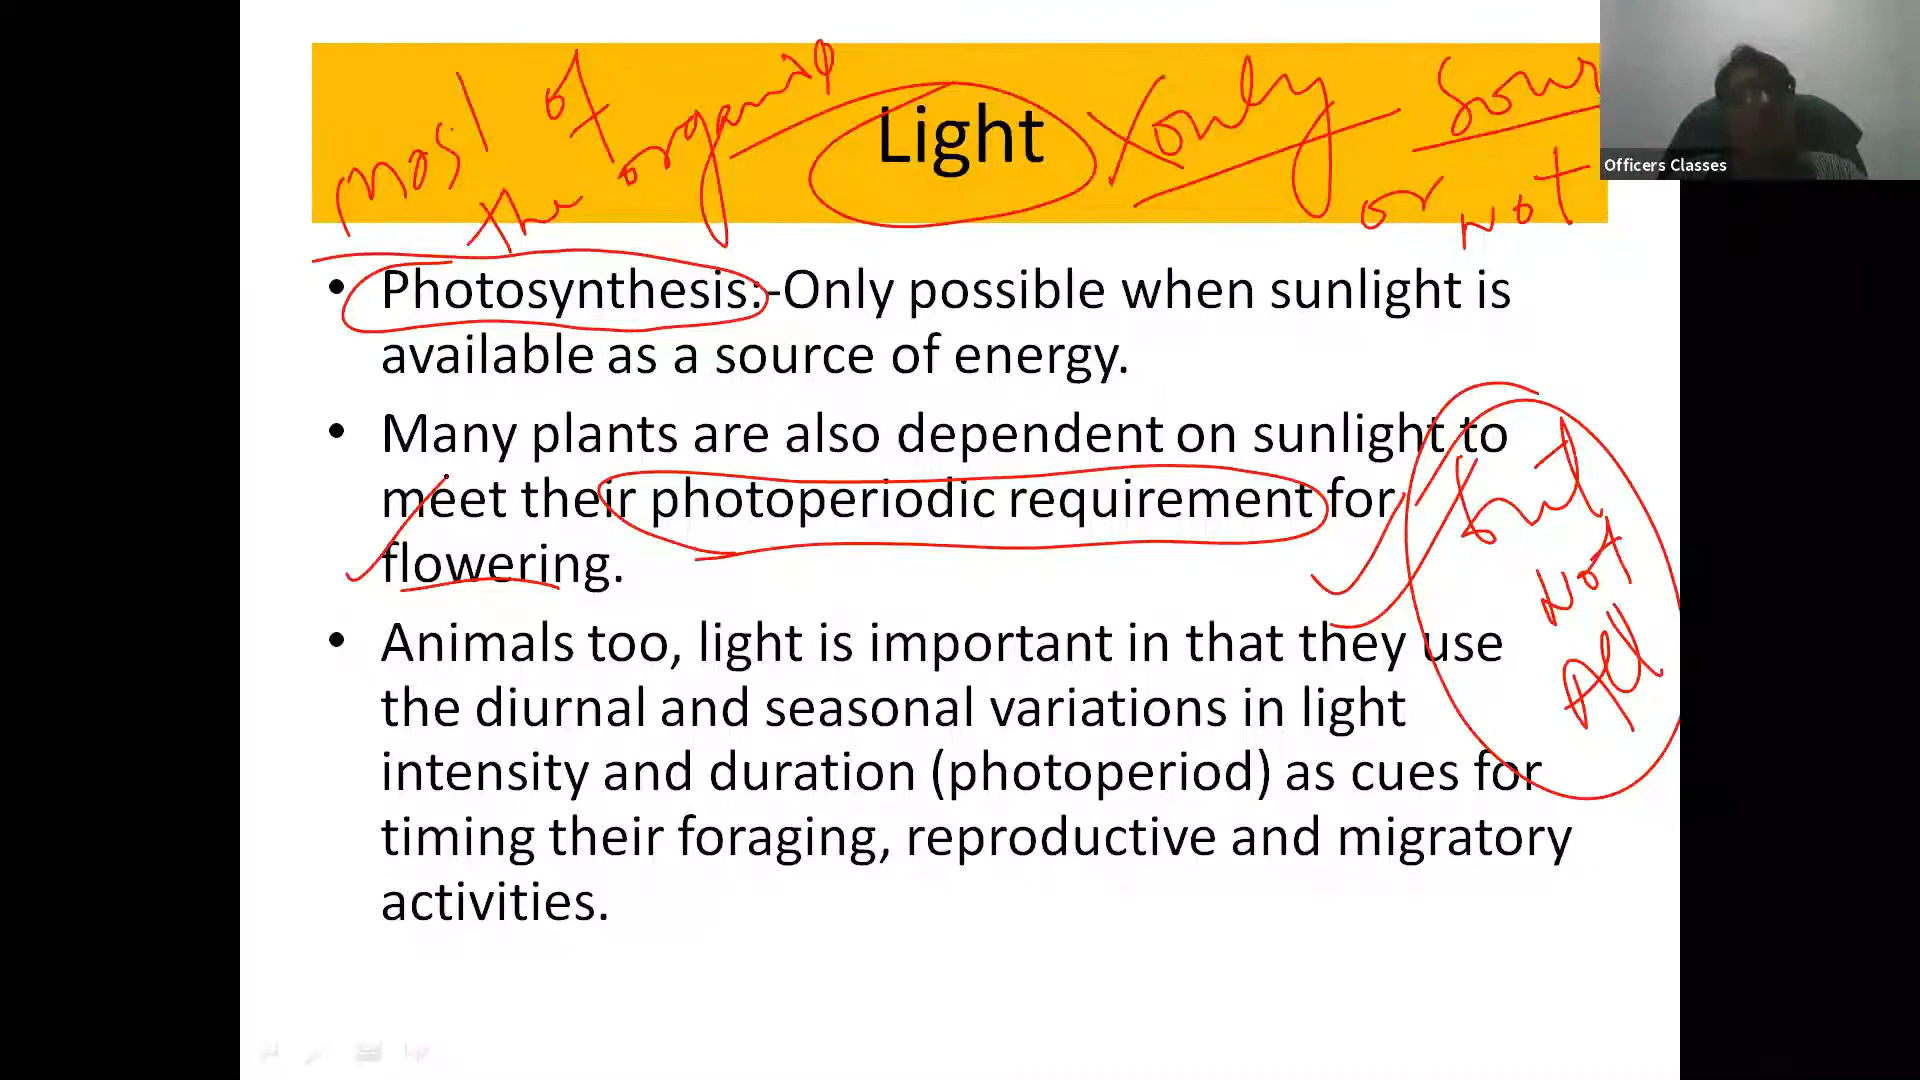 most of
the organis
Light
X only
Sour
or Not
Officers Classes
• Photosynthesis:-Only possible when sunlight is
available as a source of energy.
• Many plants are also dependent on sunlight to
meet their photoperiodic requirement for
flowering.
• Animals too, light is important in that they use
the diurnal and seasonal variations in light
intensity and duration (photoperiod) as cues for
timing their foraging, reproductive and migratory
activities.
Not
All